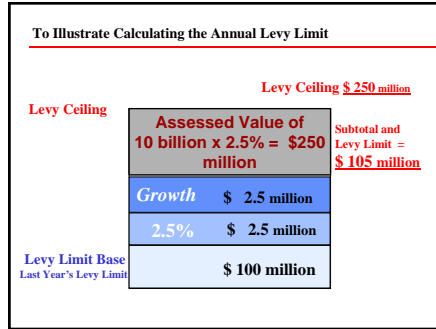 To Illustrate Calculating the Annual Levy Limit
Levy Ceiling $ 250 million
Levy Ceiling
Assessed Value of
10 billion x 2.5% = $250
million
Subtotal and
Levy Limit =
$ 105 million
Growth $ 2.5 million
2.5% $ 2.5 million
Levy Limit Base
Last Year's Levy Limit
$ 100 million